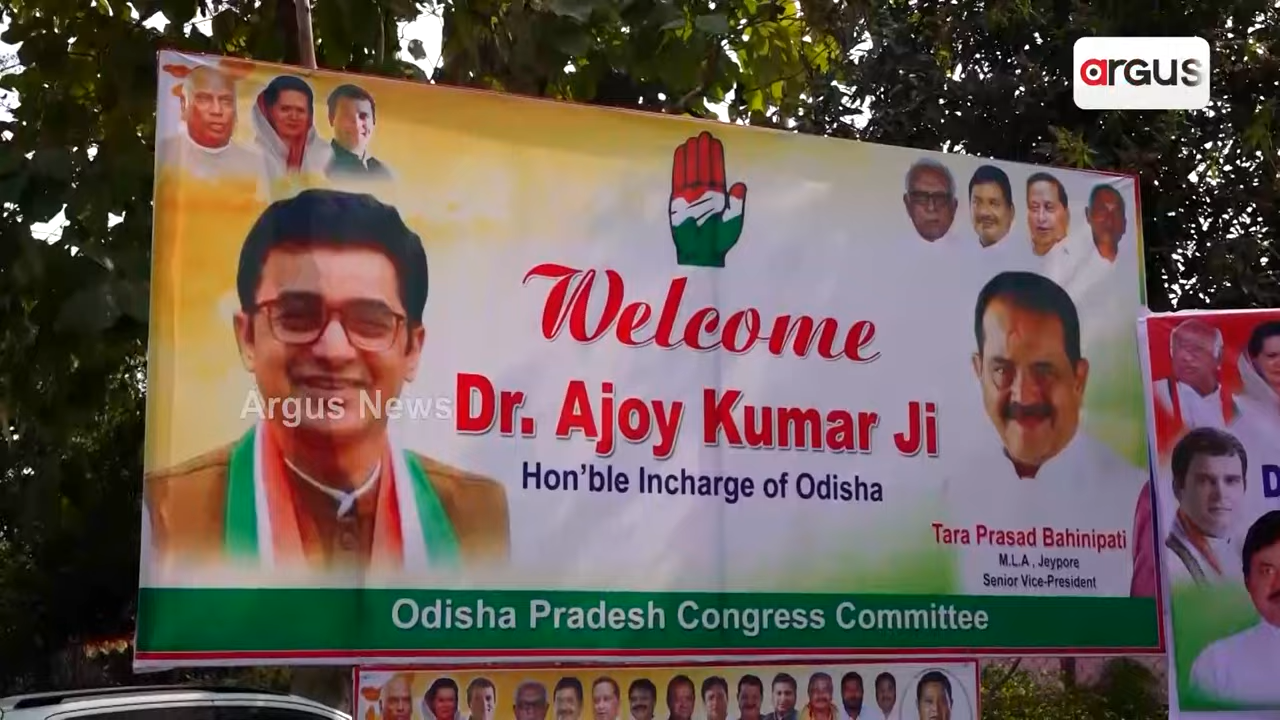 argus
Welcome
Argus News
Dr. Ajoy Kumar Ji
Hon'ble Incharge of Odisha
Tara Prasad Bahinipati
M.L.A , Jeypore
Senior Vice-President
Odisha Pradesh Congress Committee
D